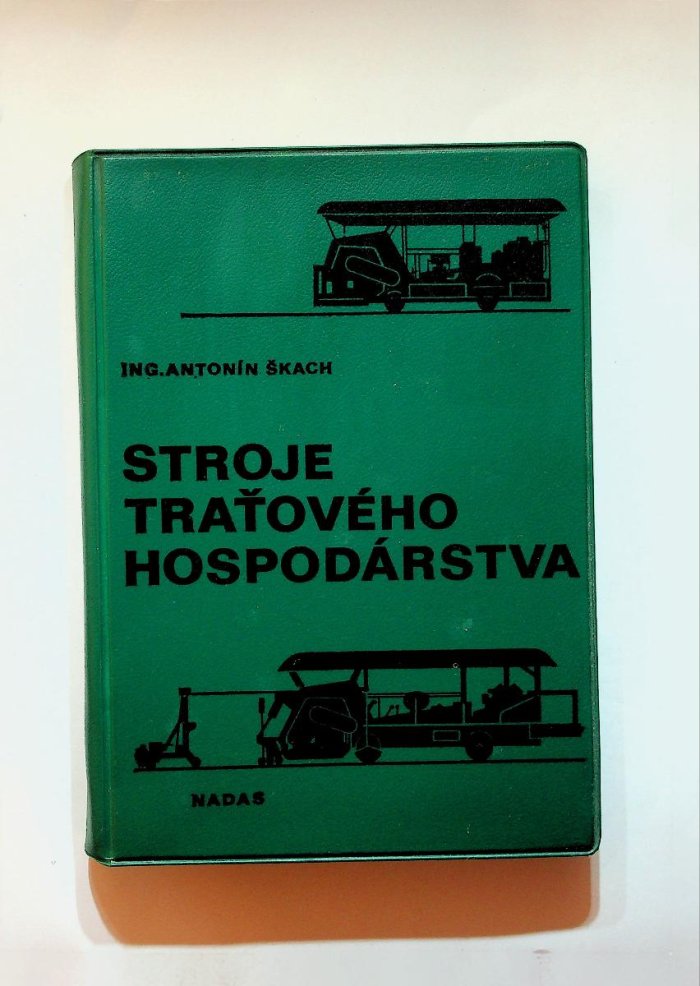 ING.ANTONÍN ŠKACH
STROJE
TRAŤOVÉHO
HOSPODÁRSTVA
NADAS